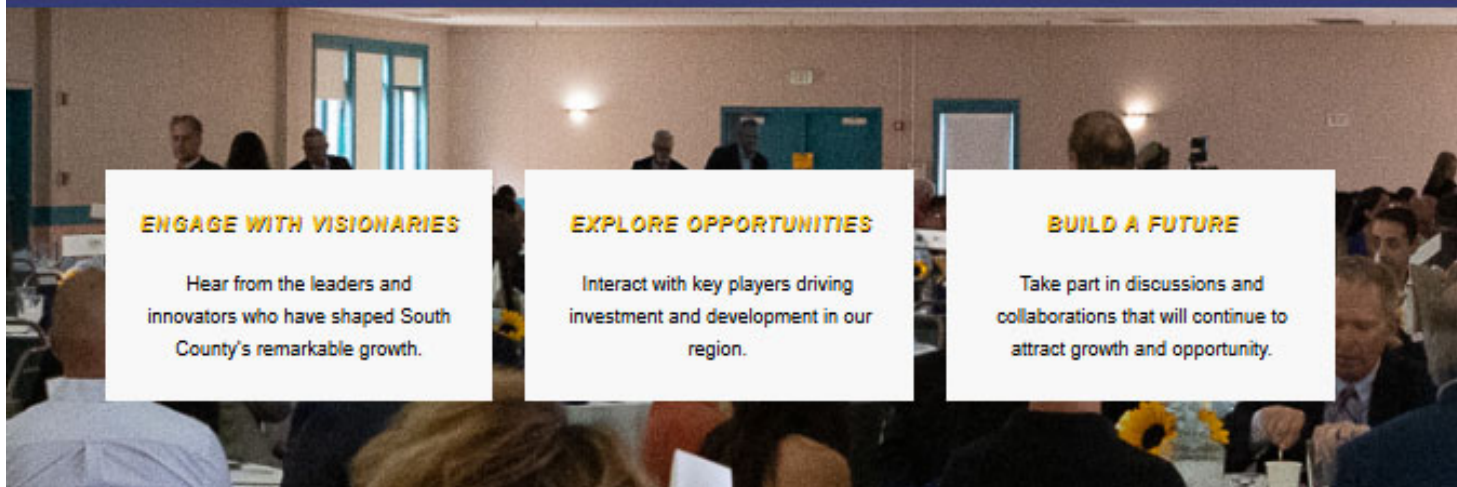 ENGAGE WITH VISIONARIES
Hear from the leaders and
innovators who have shaped South
County's remarkable growth.
EXPLORE OPPORTUNITIES
Interact with key players driving
investment and development in our
region.
BUILD A FUTURE
Take part in discussions and
collaborations that will continue to
attract growth and opportunity.